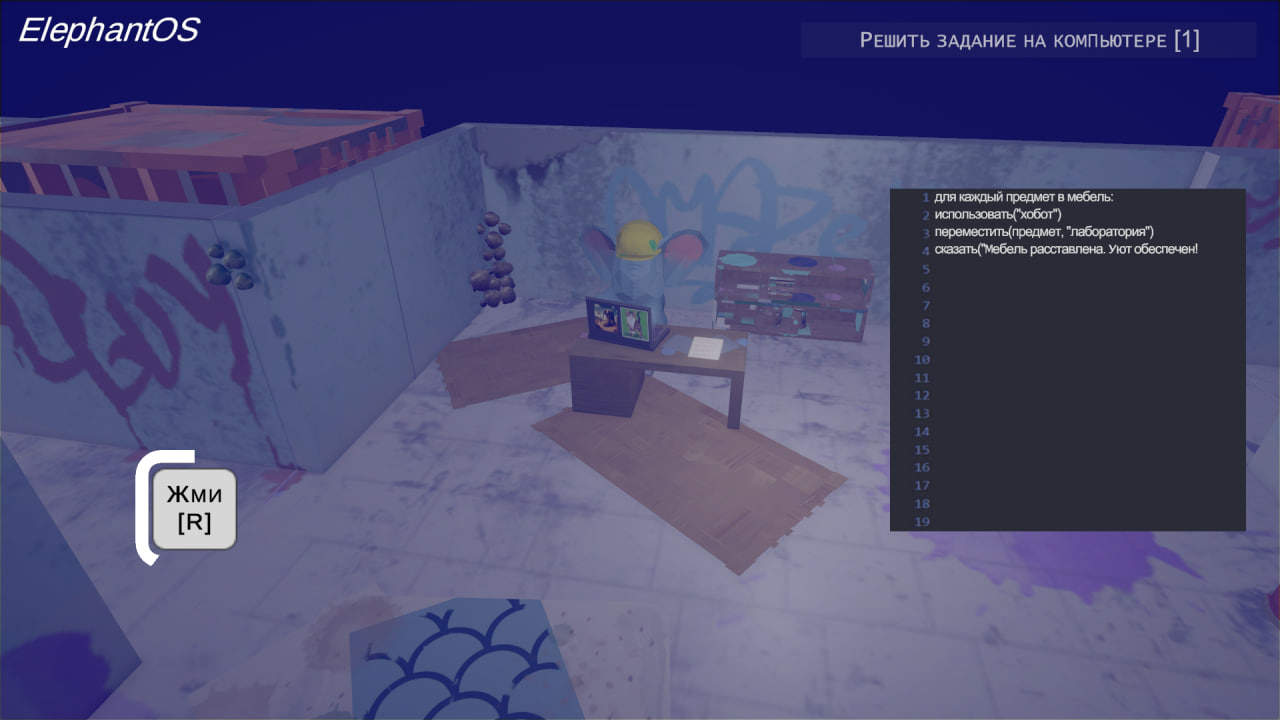 ElephantOS
Решить задание на компьютере [1]
1 для каждый предмет в мебель:
2 использовать("хобот")
3 переместить(предмет, "лаборатория")
4 сказать("Мебель расставлена. Уют обеспечен!
5
6
7
8
9
10
11
12
13
14
15
16
17
18
19
Жми
[R]